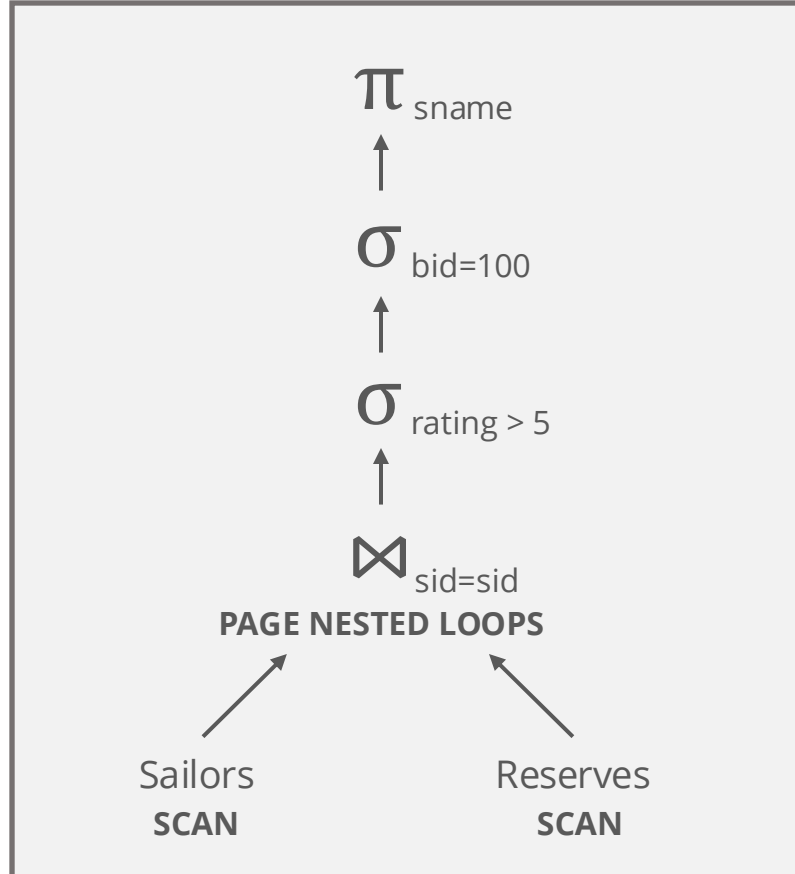 π sname
σ bid=100
σ rating > 5
⋈ sid=sid
PAGE NESTED LOOPS
Sailors Reserves
SCAN SCAN